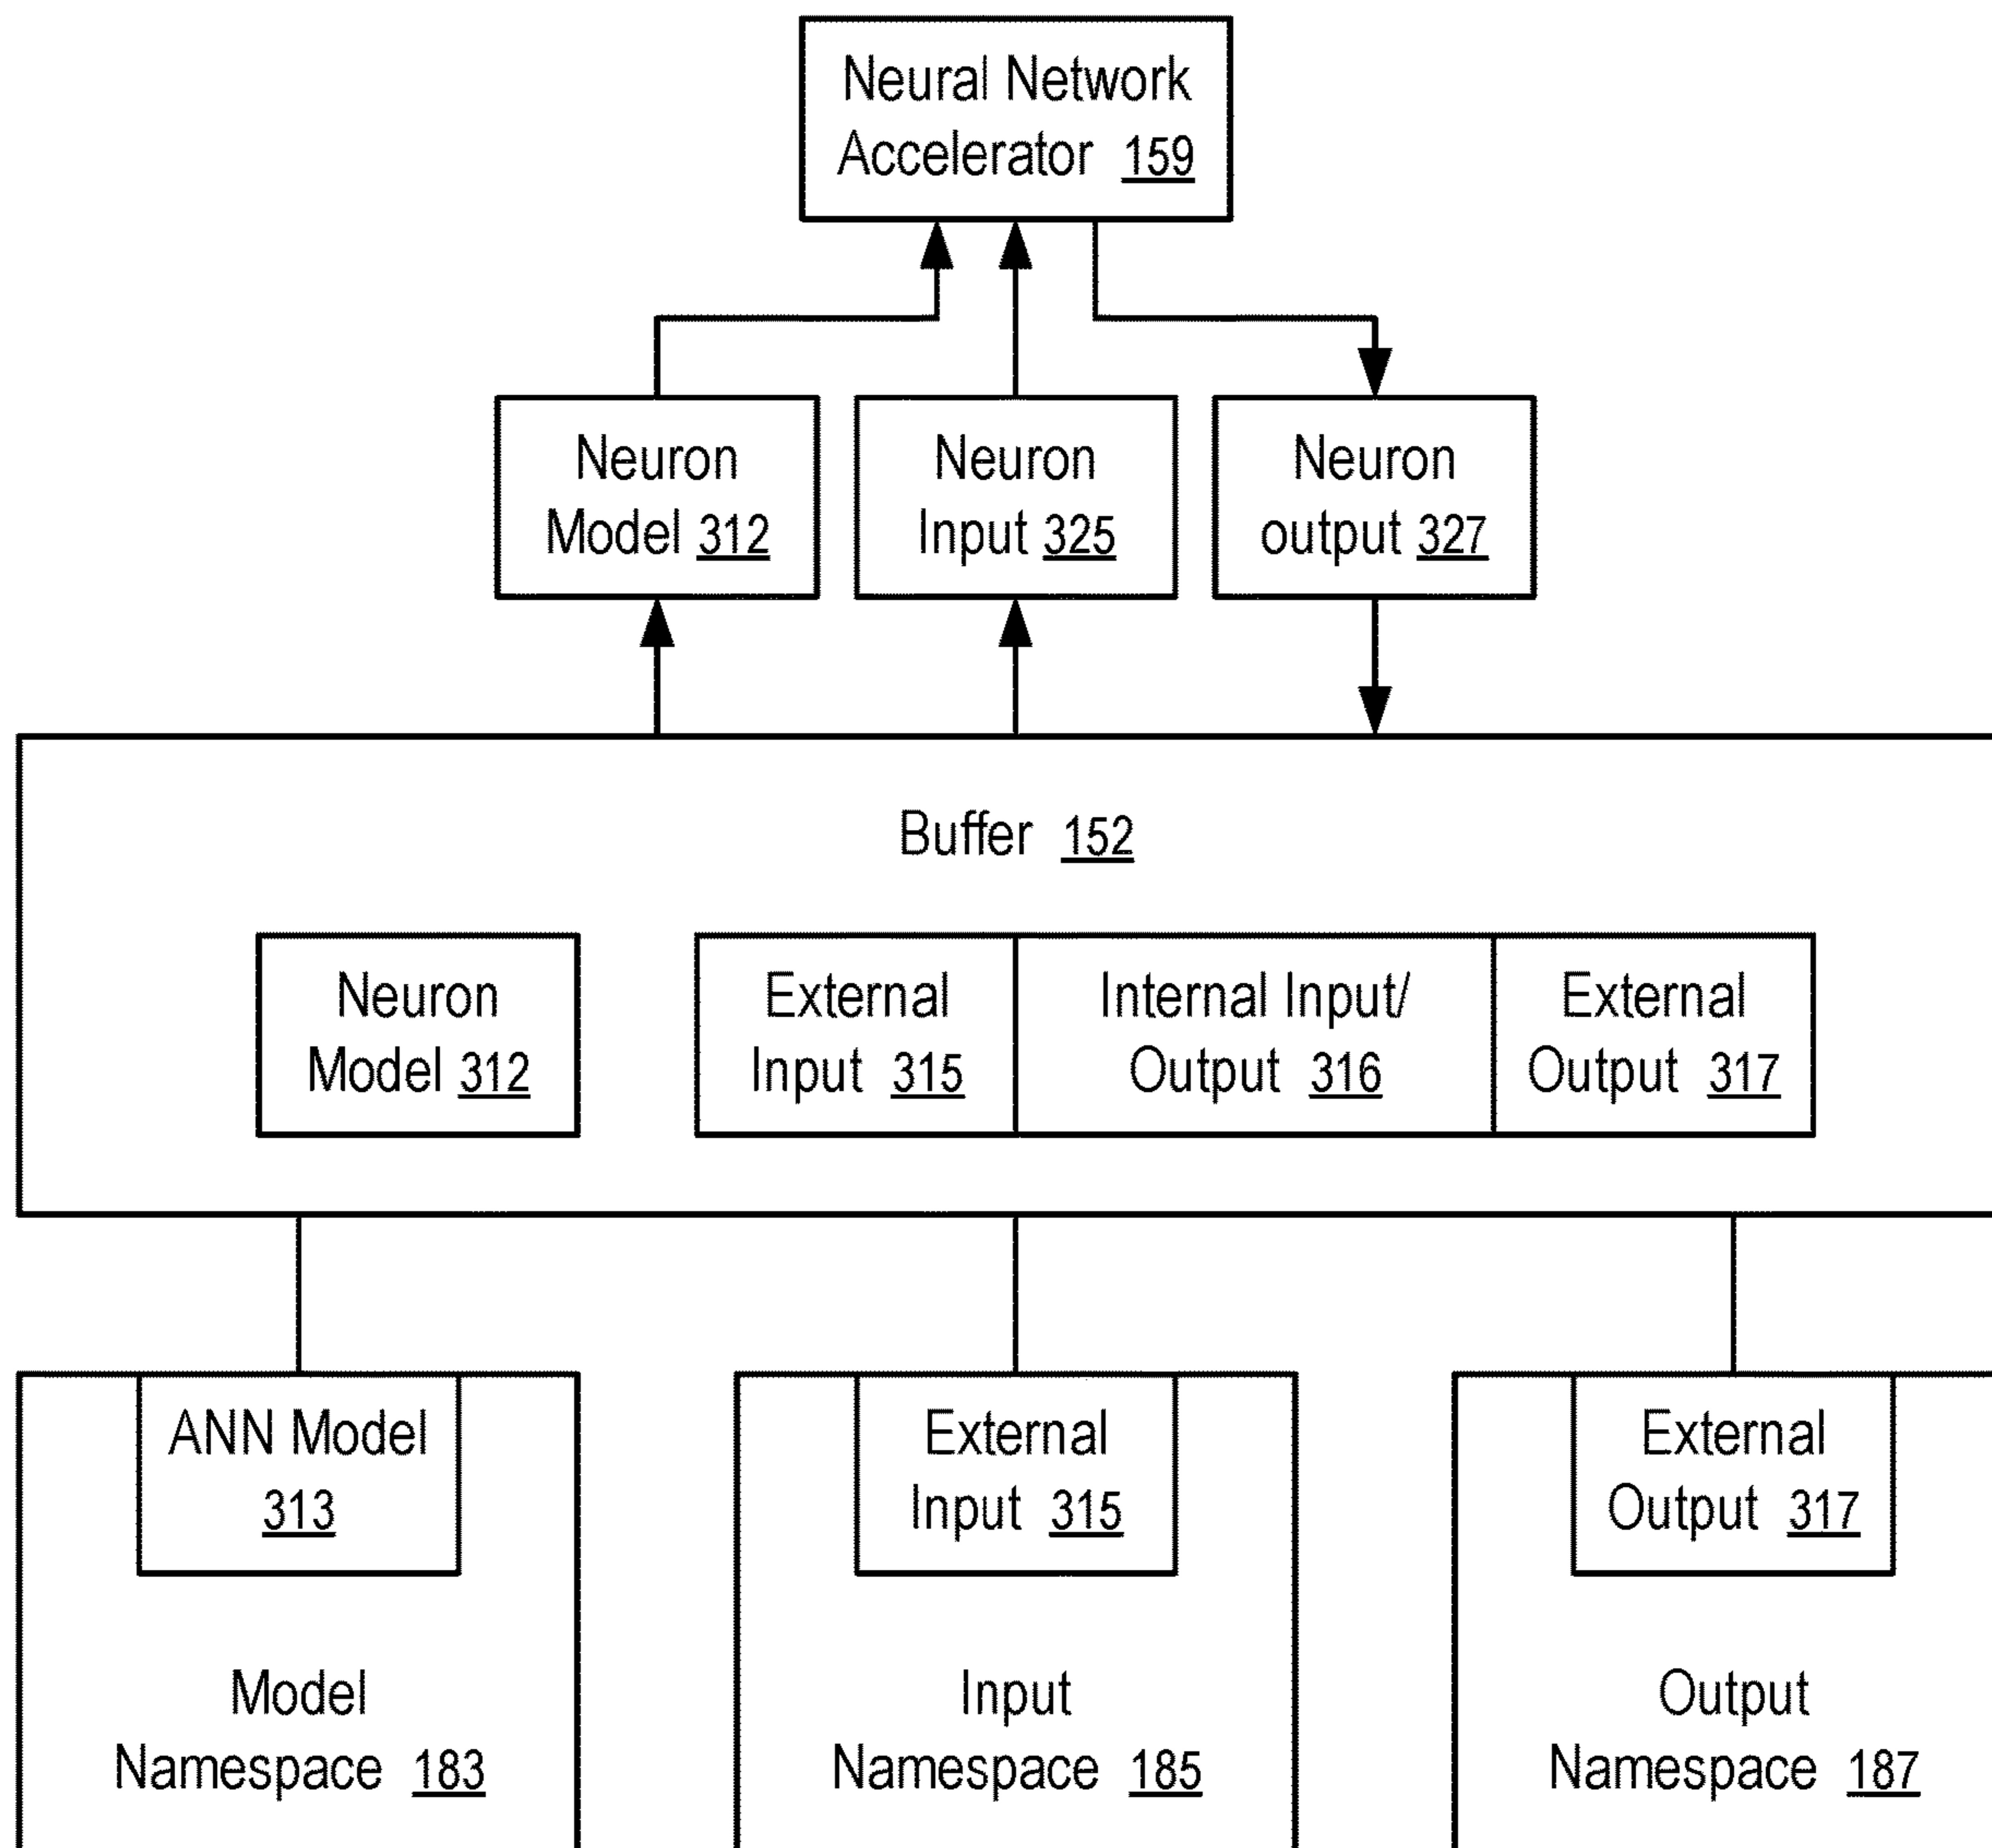 Neural Network
Accelerator 159
Neuron
Model 312
Neuron
Input 325
Neuron
output 327
Buffer 152
Neuron
Model 312
External
Input 315
Internal Input/
Output 316
External
Output 317
ANN Model
313
External
Input 315
External
Output 317
Model
Namespace 183
Input
Namespace 185
Output
Namespace 187